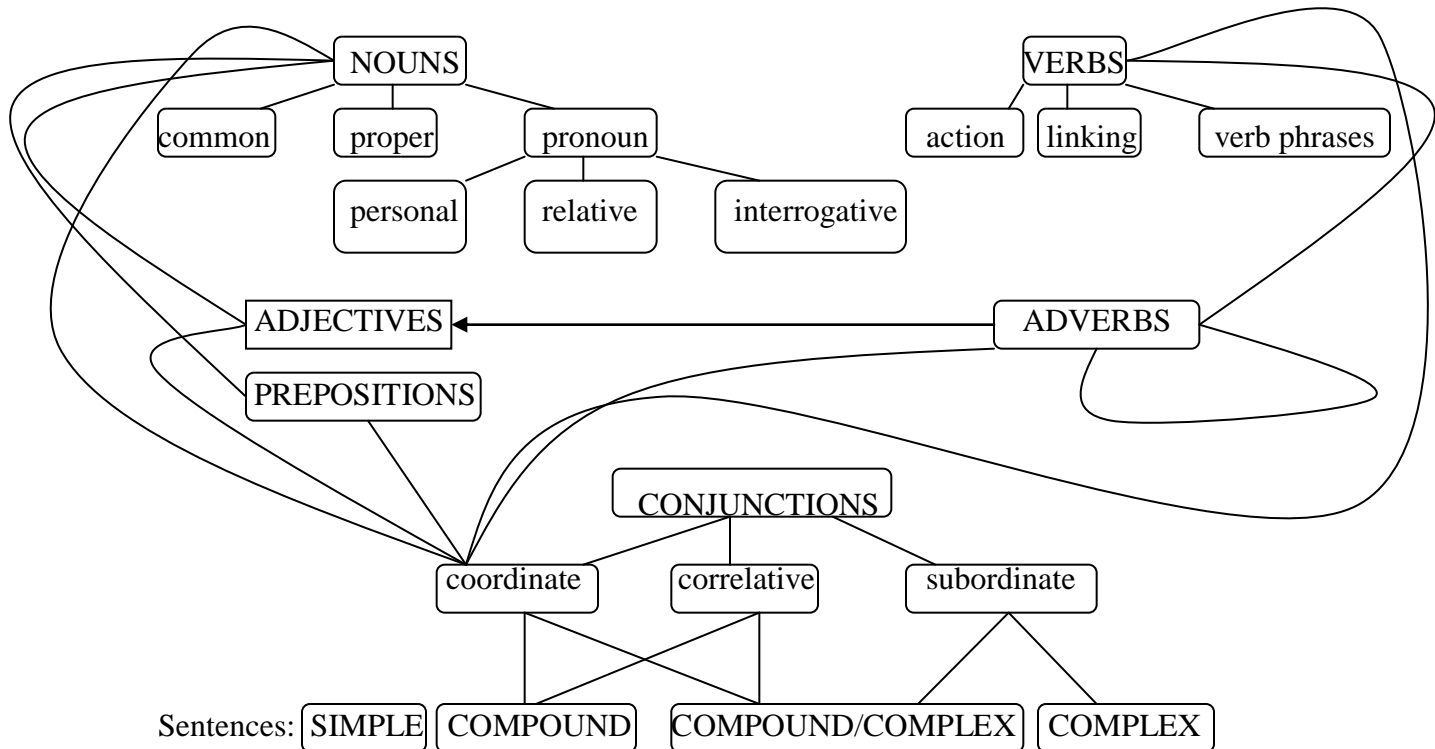 NOUNS VERBS
common proper pronoun action linking verb phrases
personal relative interrogative
ADJECTIVES ADVERBS
PREPOSITIONS
CONJUNCTIONS
coordinate correlative subordinate
Sentences: SIMPLE COMPOUND COMPOUND/COMPLEX COMPLEX